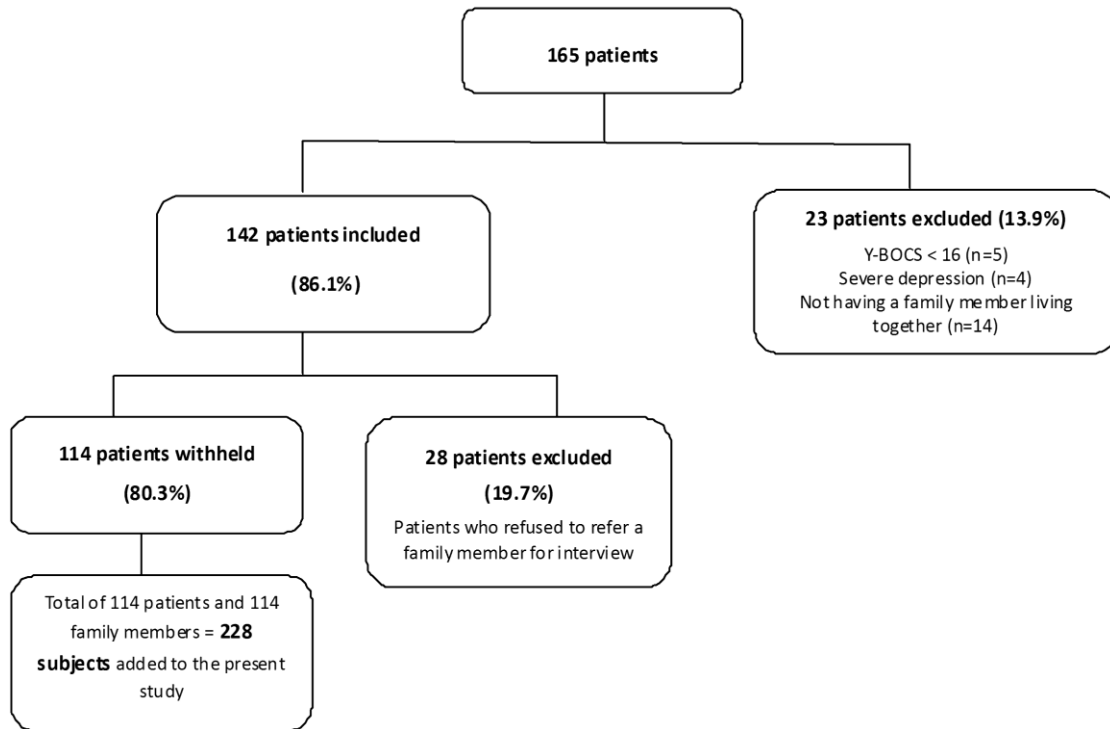 165 patients
142 patients included
(86.1%)
23 patients excluded (13.9%)
Y-BOCS < 16 (n=5)
Severe depression (n=4)
Not having a family member living
together (n=14)
114 patients withheld
(80.3%)
28 patients excluded
(19.7%)
Patients who refused to refer a
family member for interview
Total of 114 patients and 114
family members = 228
subjects added to the present
study